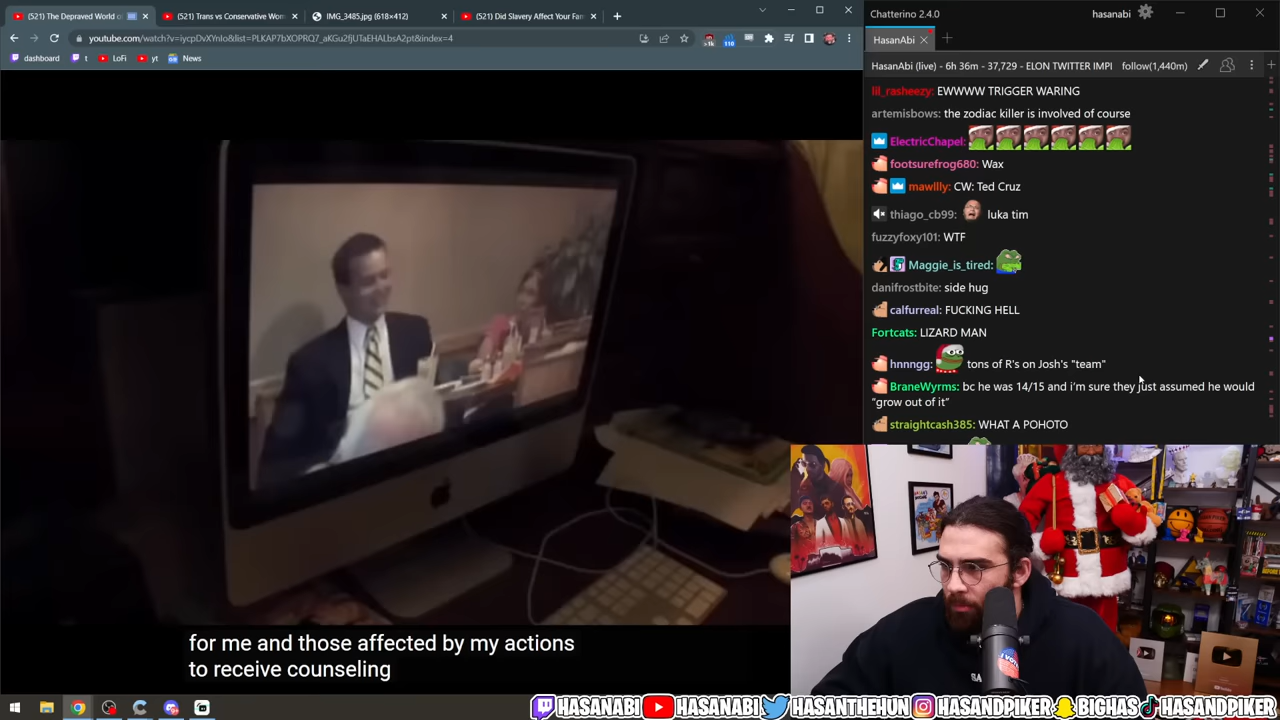 (521) The Depraved World o
(521) Trans vs Conservative Wom
IMG_3485.jpg (618×412)
(521) Did Slavery Affect Your Fam
youtube.com/watch?v=iycpDvXYnIo&list=PLKAP7bXOPRQ7_aKGu2fJUTaEHALbsA2pt&index=4
>1k
110
dashboard
t
LoFi
yt
News
for me and those affected by my actions
to receive counseling
Chatterino 2.4.0
hasanabi
HasanAbi
HasanAbi (live) - 6h 36m - 37,729 - ELON TWITTER IMPI
follow(1,440m)
lil_rasheezy: EWWWW TRIGGER WARING
artemisbows: the zodiac killer is involved of course
ElectricChapel:
footsurefrog680: Wax
mawllly: CW: Ted Cruz
thiago_cb99: luka tim
fuzzyfoxy101: WTF
Maggie_is_tired:
danifrostbite: side hug
calfurreal: FUCKING HELL
Fortcats: LIZARD MAN
hnnngg: tons of R's on Josh's "team"
BraneWyrms: bc he was 14/15 and i'm sure they just assumed he would
"grow out of it"
straightcash385: WHAT A POHOTO
HASANABI HASANABI HASANTHEHUN HASANDPIKER BIGHAS HASANDPIKER